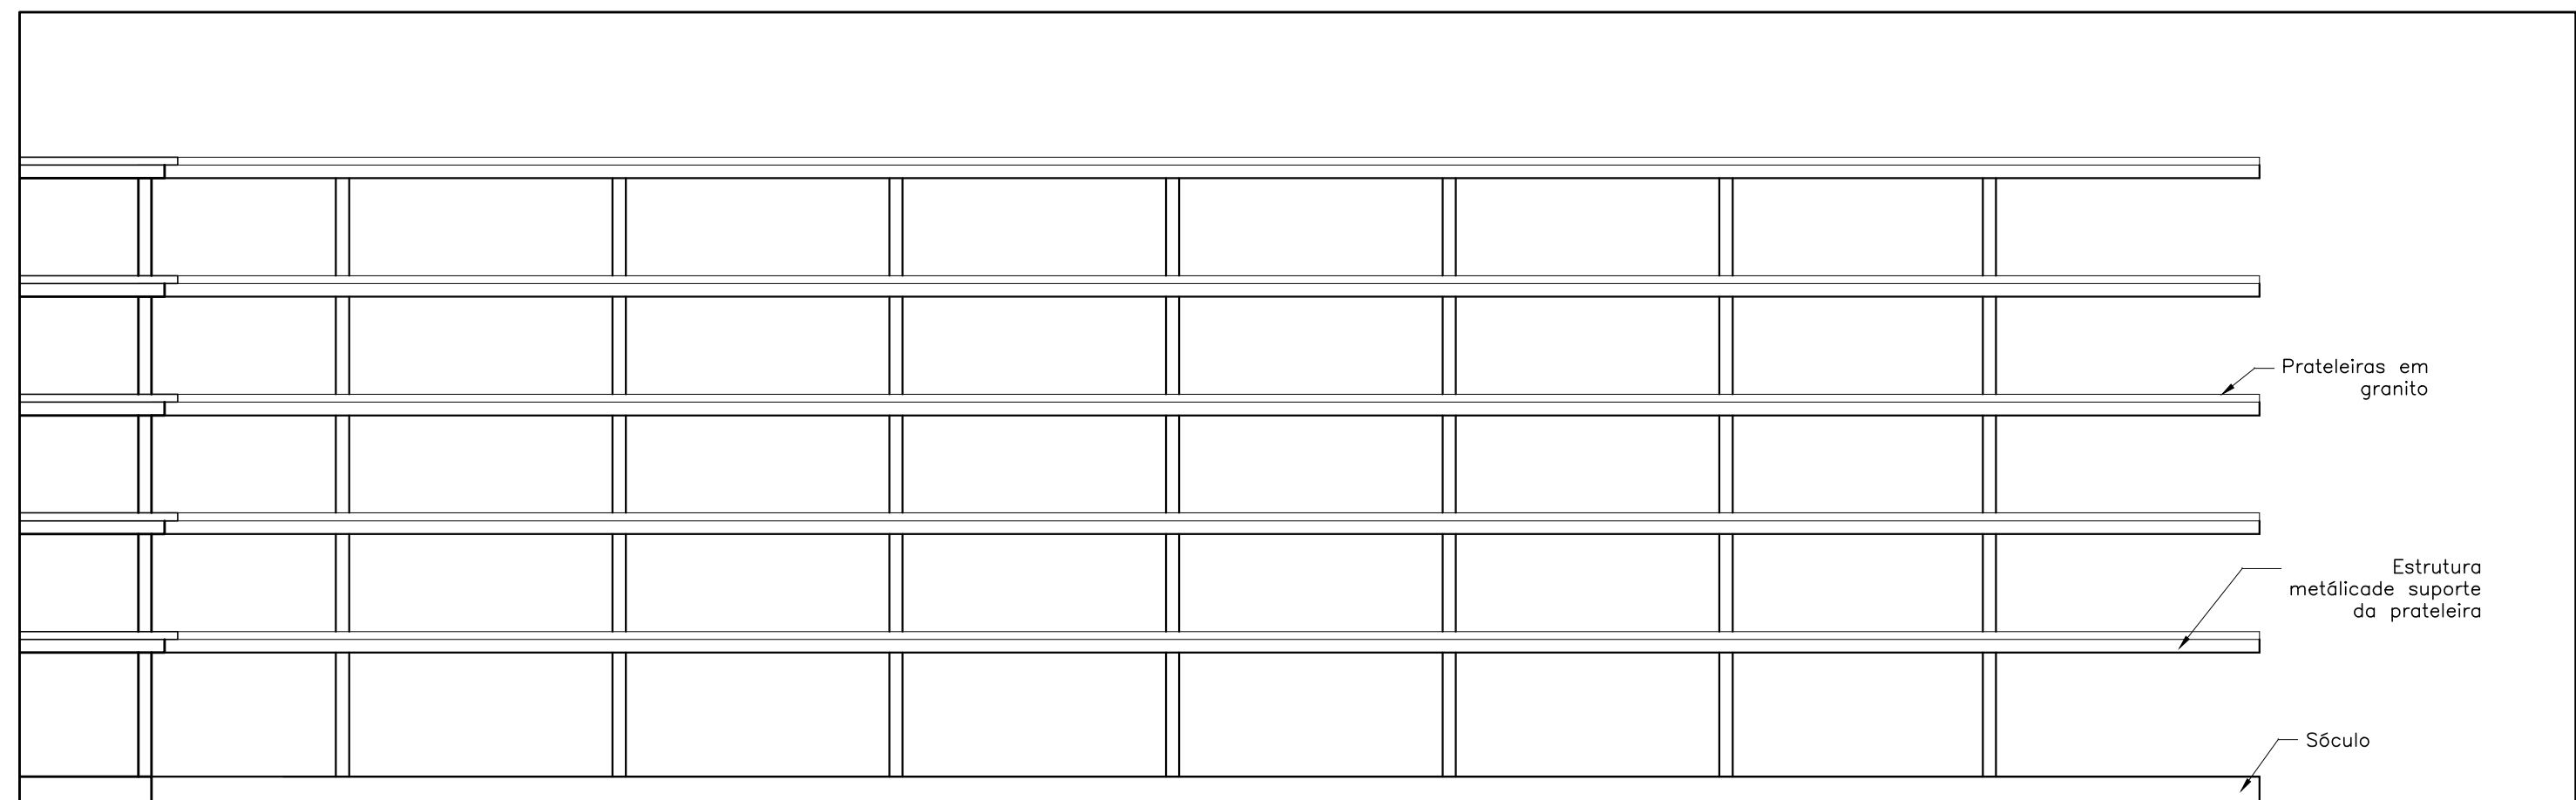 Prateleiras em
granito
Estrutura
metálicade suporte
da prateleira
Sóculo